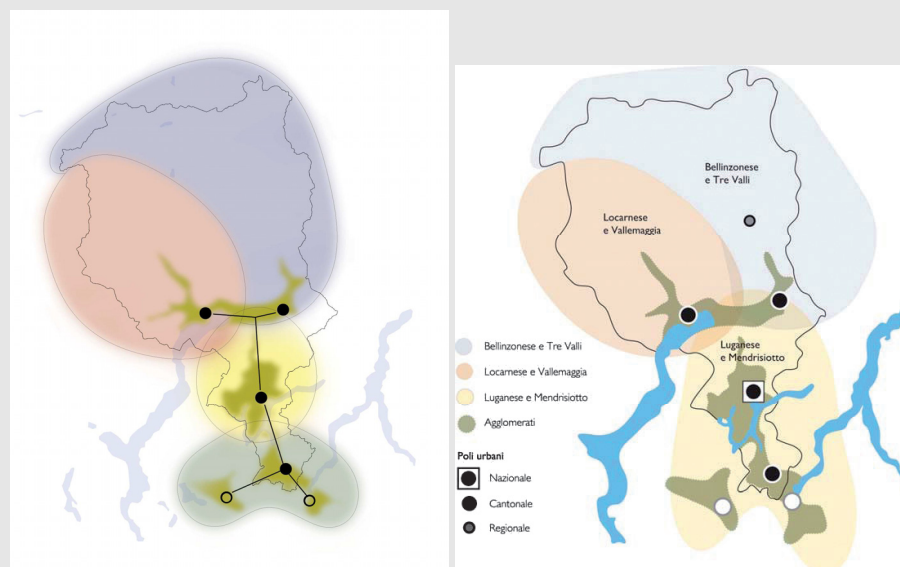 Bellinzonese
e Tre Valli
Locarnese
e Vallemaggia
Luganese
e Mendrisiotto
Bellinzonese e Tre Valli
Locarnese e Vallemaggia
Luganese e Mendrisiotto
Agglomerati
Poli urbani
Nazionale
Cantonale
Regionale